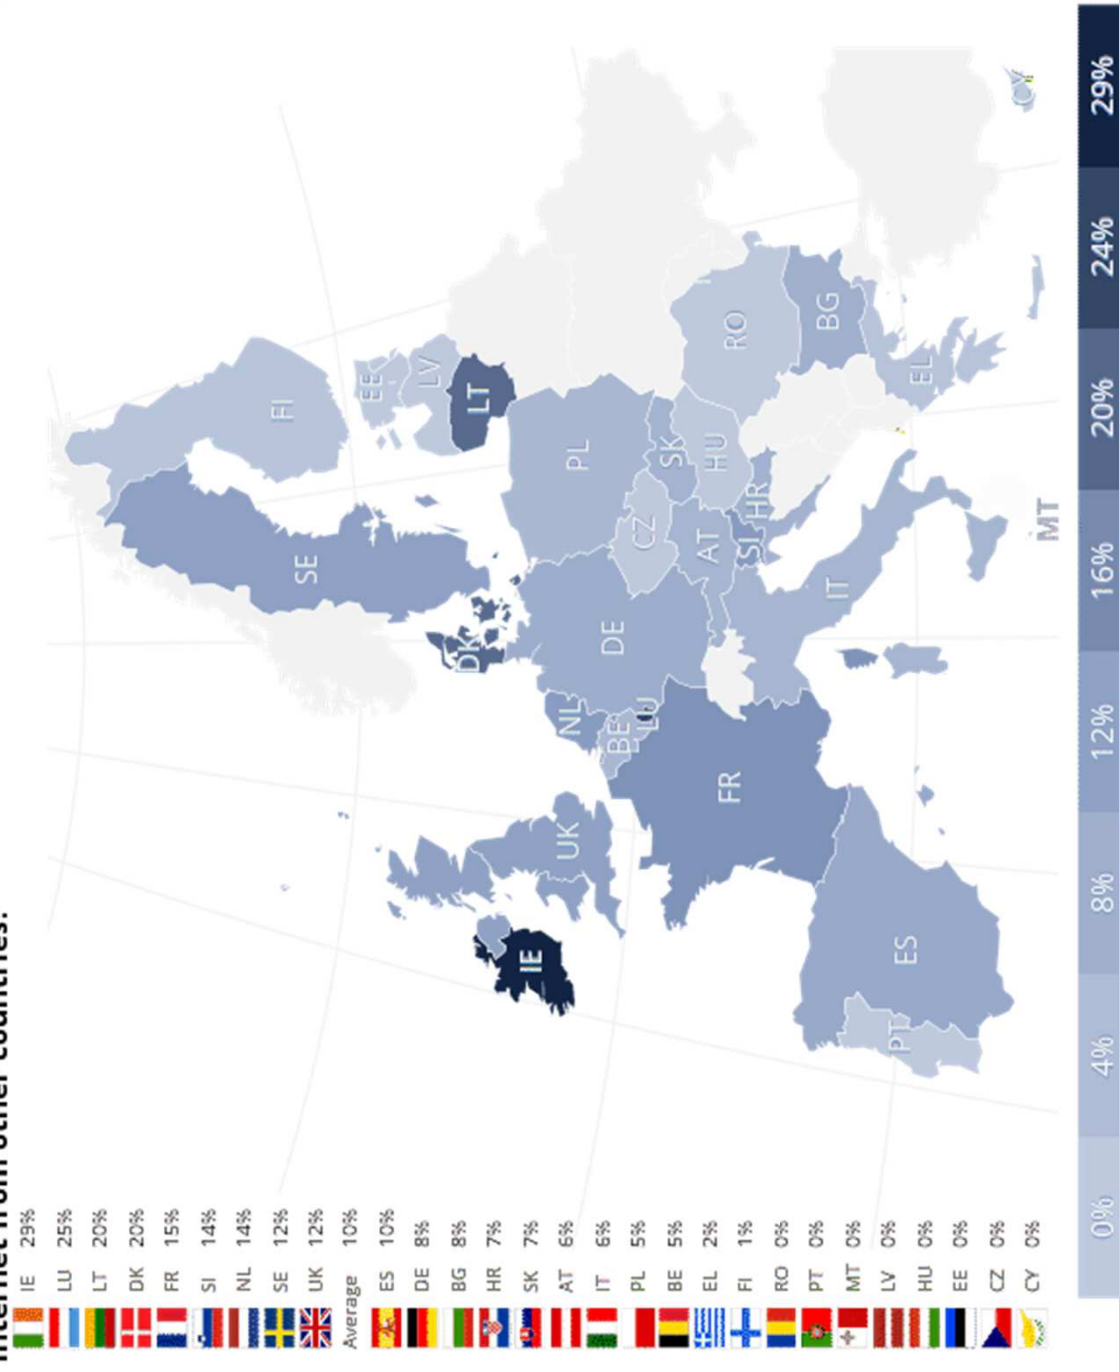 internet from other countries:
IE 29%
LU 25%
LT 20%
DK 20%
FR 15%
SI 14%
NL 14%
SE 12%
UK 12%
Average 10%
ES 10%
DE 8%
BG 8%
HR 7%
SK 7%
AT 6%
IT 6%
PL 5%
BE 5%
EL 2%
FI 1%
RO 0%
PT 0%
MT 0%
LV 0%
HU 0%
EE 0%
CZ 0%
CY 0%
FI
SE
EE
LV
LT
DK
IE
UK
NL
BE
LU
DE
PL
CZ
SK
AT
HU
SI
HR
RO
FR
IT
BG
ES
PT
EL
CY
MT
0% 4% 8% 12% 16% 20% 24% 29%